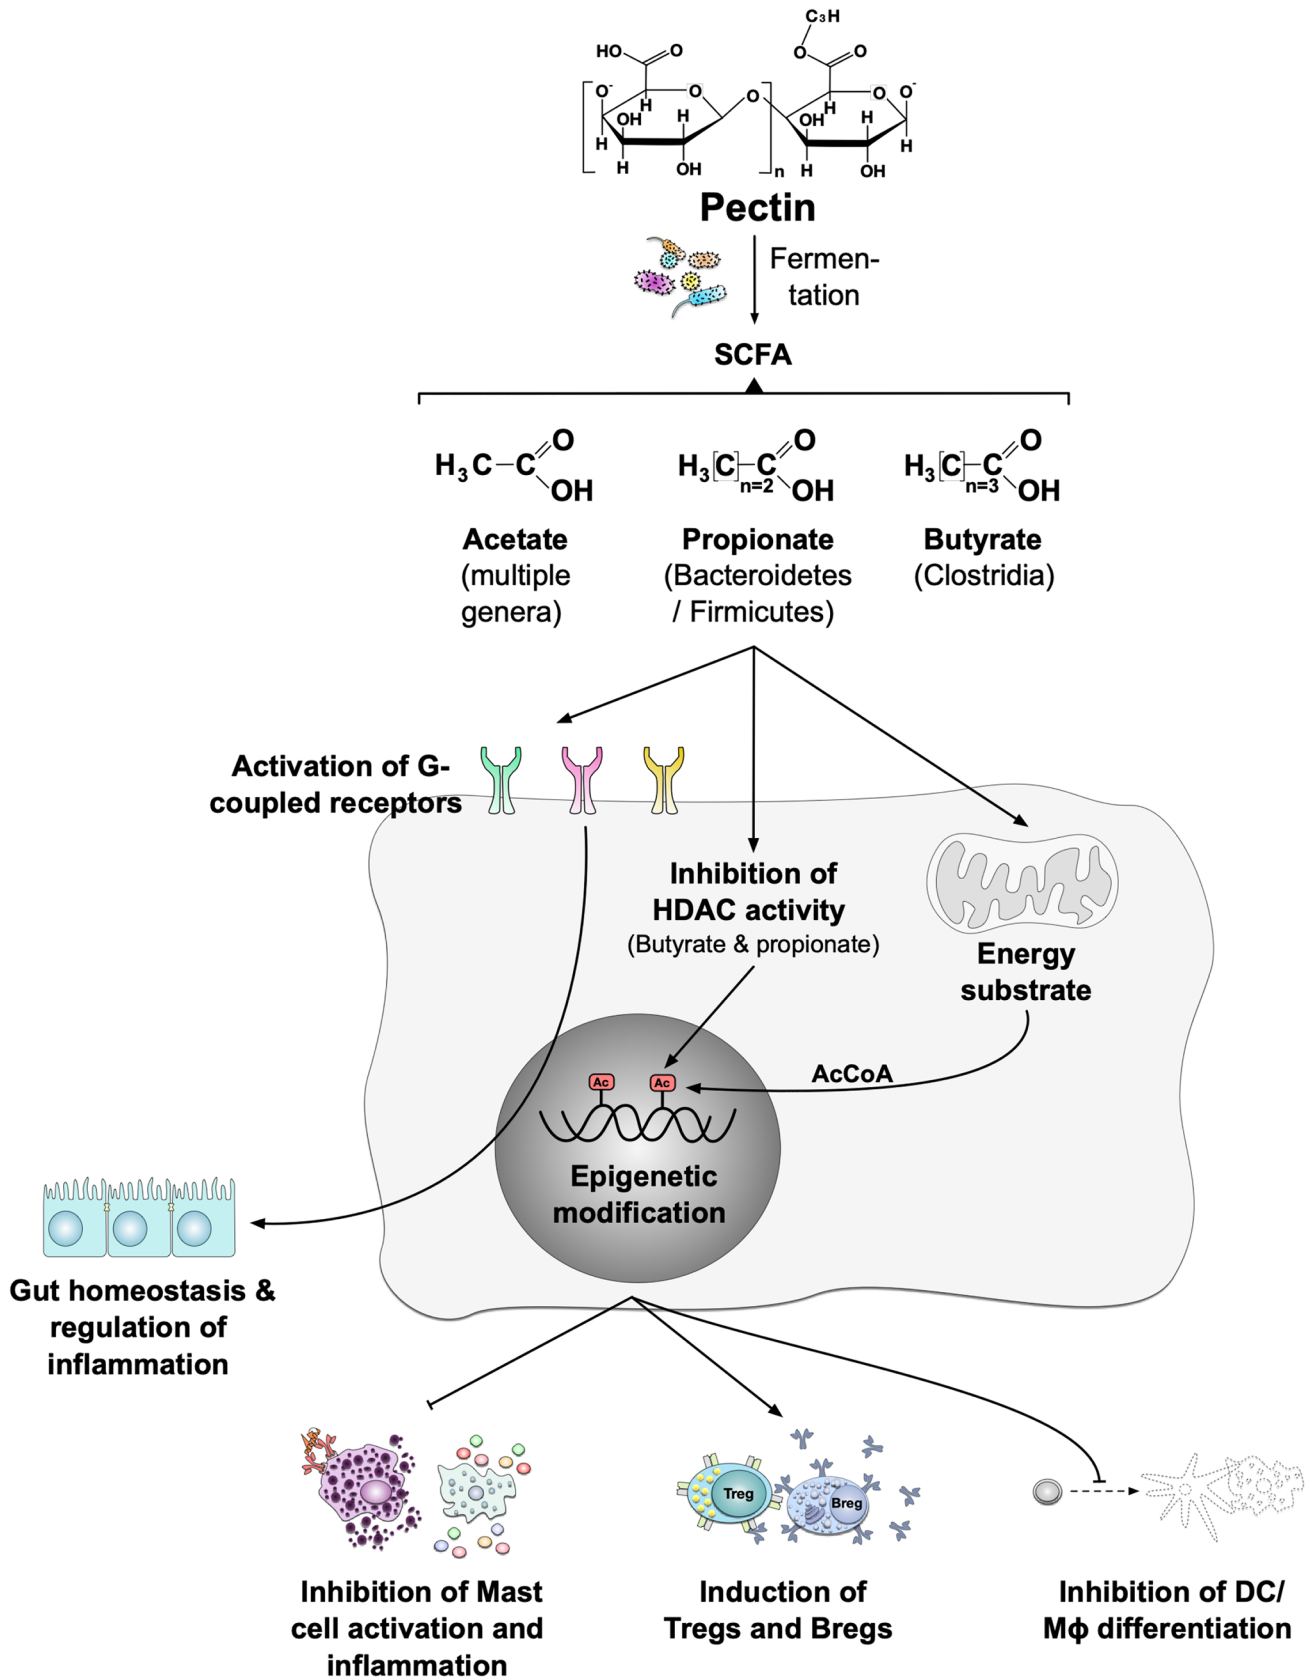 C₃H
HO
O
O
O
O⁻
O
O
O
O⁻
H
H
OH
H
OH
H
H
H
H
OH
n
H
OH
Pectin
Fermen-
tation
SCFA
H₃C
C
O
OH
H₃[C]
n=2
C
O
OH
H₃[C]
n=3
C
O
OH
Acetate
(multiple
genera)
Propionate
(Bacteroidetes
/ Firmicutes)
Butyrate
(Clostridia)
Activation of G-
coupled receptors
Inhibition of
HDAC activity
(Butyrate & propionate)
Energy
substrate
AcCoA
Ac
Ac
Epigenetic
modification
Gut homeostasis &
regulation of
inflammation
Treg
Breg
Inhibition of Mast
cell activation and
inflammation
Induction of
Tregs and Bregs
Inhibition of DC/
Mϕ differentiation